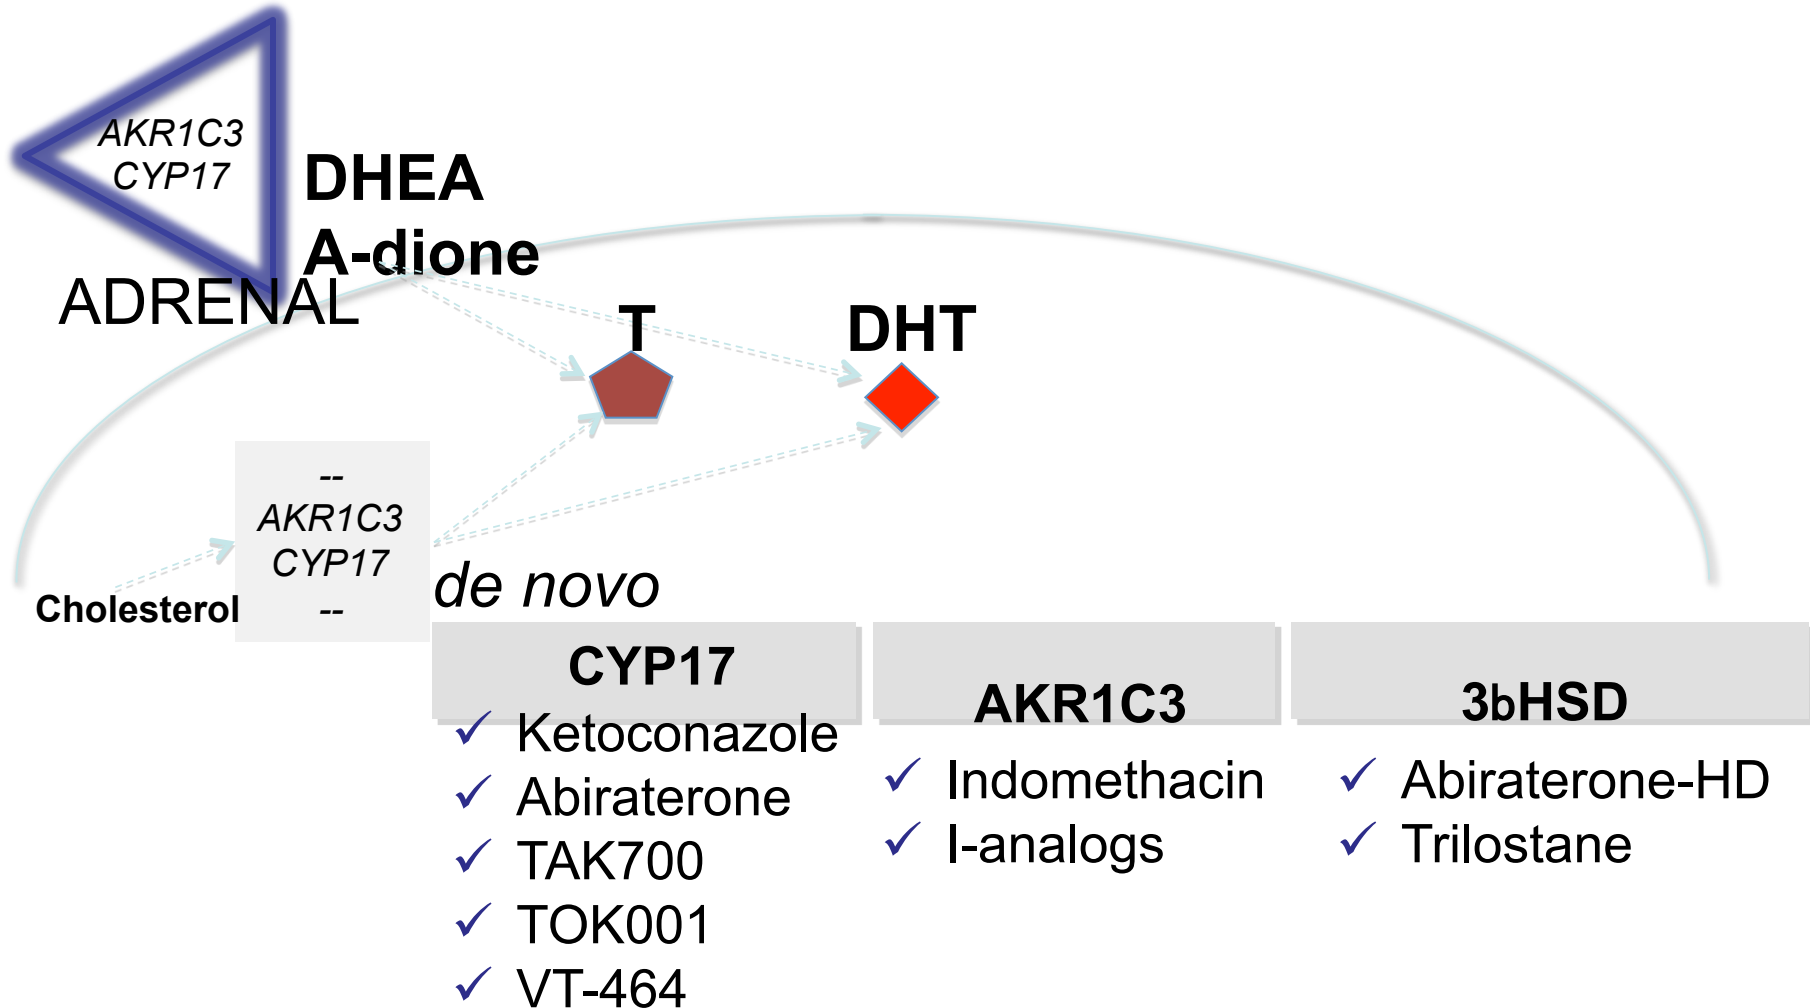 AKR1C3
CYP17
DHEA
A-dione
ADRENAL
T
DHT
--
AKR1C3
CYP17
--
Cholesterol
de novo
CYP17
✓ Ketoconazole
✓ Abiraterone
✓ TAK700
✓ TOK001
✓ VT-464
AKR1C3
✓ Indomethacin
✓ I-analogs
3bHSD
✓ Abiraterone-HD
✓ Trilostane